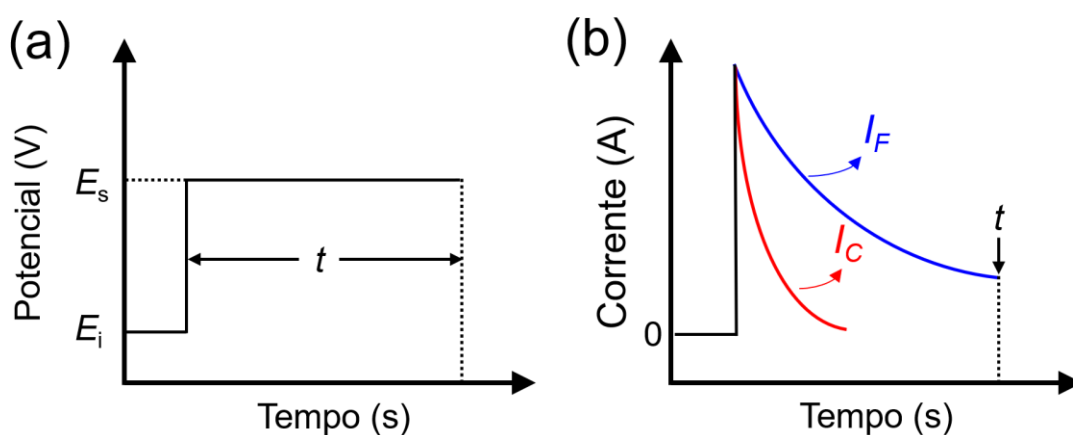 (a)
Potencial (V)
Es
t
Ei
Tempo (s)
(b)
Corrente (A)
IF
t
IC
0
Tempo (s)